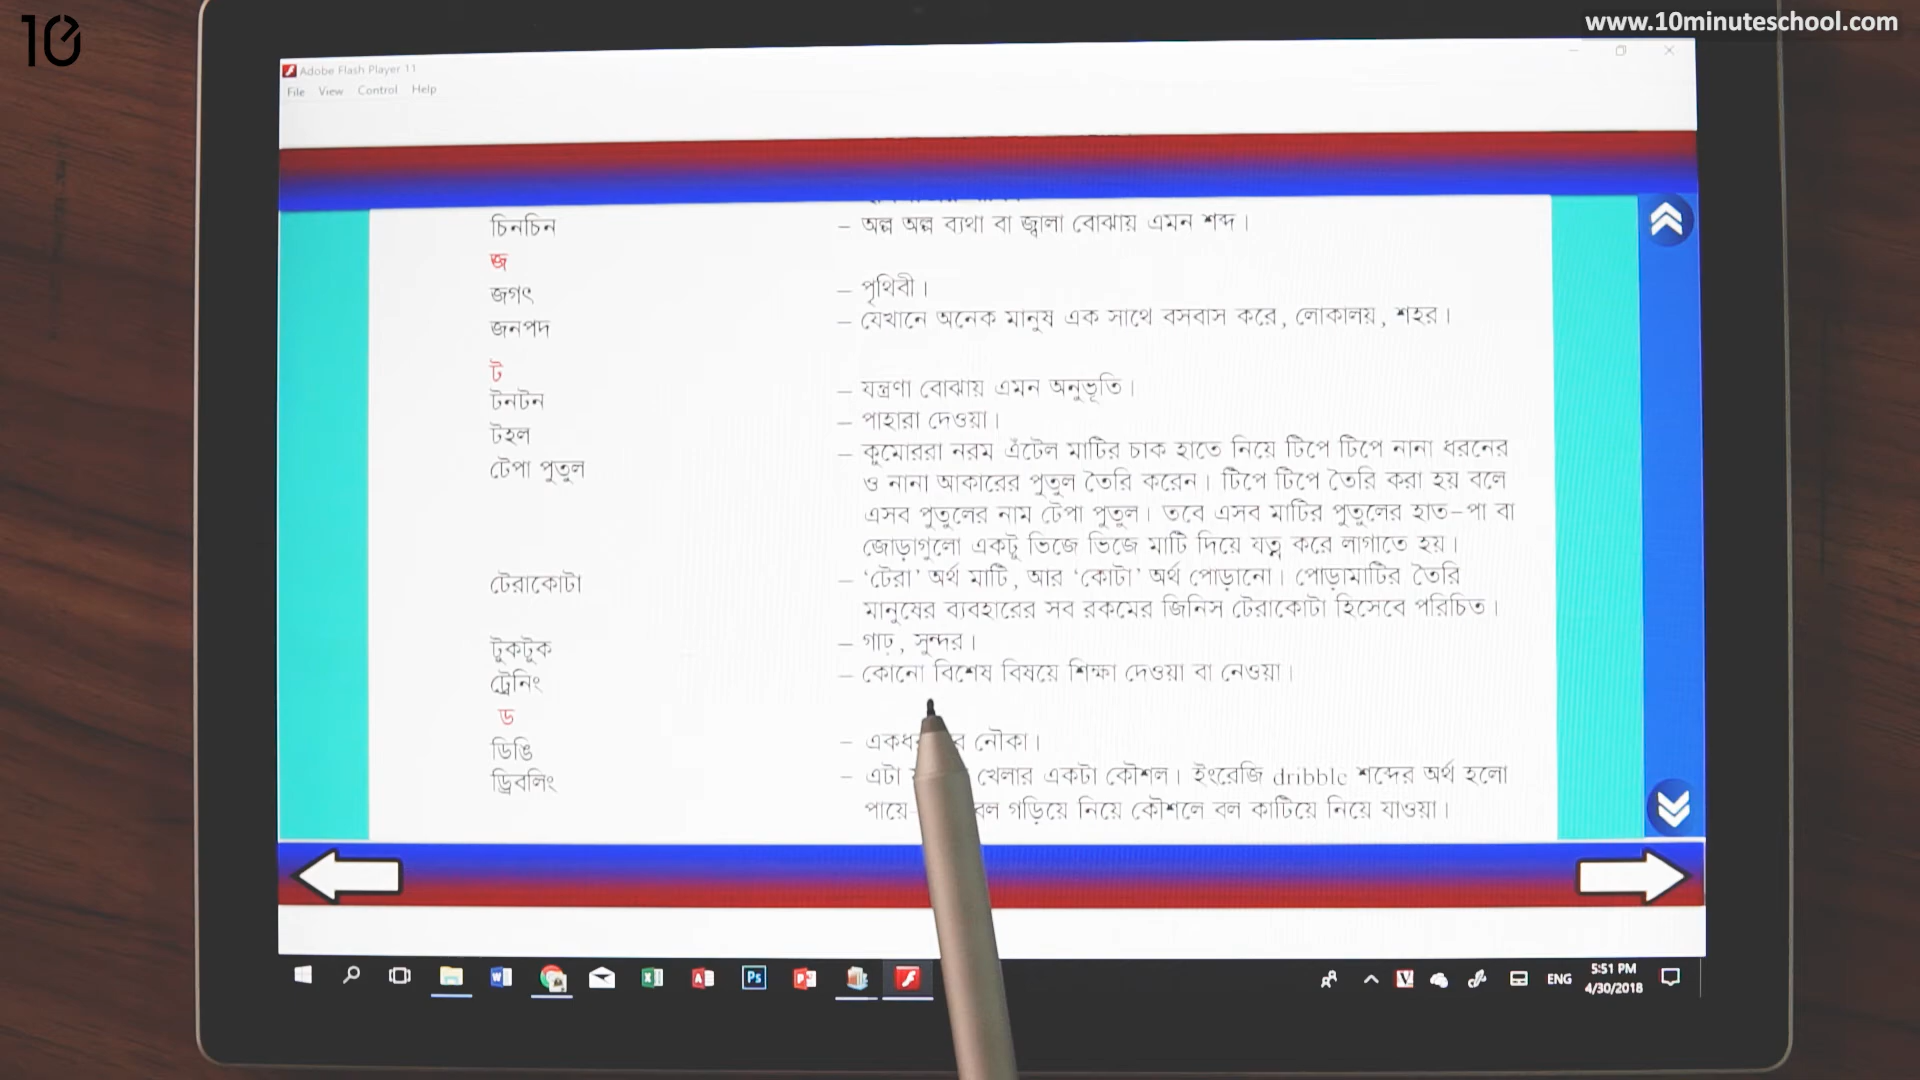 10
www.10minuteschool.com
Adobe Flash Player 11
File View Control Help
চিনচিন – অল্প অল্প ব্যথা বা জ্বালা বোঝায় এমন শব্দ।
জ
জগৎ – পৃথিবী।
জনপদ – যেখানে অনেক মানুষ এক সাথে বসবাস করে, লোকালয়, শহর।
ট
টনটন – যন্ত্রণা বোঝায় এমন অনুভূতি।
টহল – পাহারা দেওয়া।
টেপা পুতুল – কুমোররা নরম এঁটেল মাটির চাক হাতে নিয়ে টিপে টিপে নানা ধরনের
ও নানা আকারের পুতুল তৈরি করেন। টিপে টিপে তৈরি করা হয় বলে
এসব পুতুলের নাম টেপা পুতুল। তবে এসব মাটির পুতুলের হাত-পা বা
জোড়াগুলো একটু ভিজে ভিজে মাটি দিয়ে যত্ন করে লাগাতে হয়।
টেরাকোটা – ‘টেরা’ অর্থ মাটি, আর ‘কোটা’ অর্থ পোড়ানো। পোড়ামাটির তৈরি
মানুষের ব্যবহারের সব রকমের জিনিস টেরাকোটা হিসেবে পরিচিত।
টুকটুক – গাঢ়, সুন্দর।
ট্রেনিং – কোনো বিশেষ বিষয়ে শিক্ষা দেওয়া বা নেওয়া।
ড
ডিঙি – নৌকা।
ড্রিবলিং – এটা খেলার একটা কৌশল। ইংরেজি dribble শব্দের অর্থ হলো
পায়ে বল গড়িয়ে নিয়ে কৌশলে বল কাটিয়ে নিয়ে যাওয়া।
Ps
ENG
5:51 PM
4/30/2018